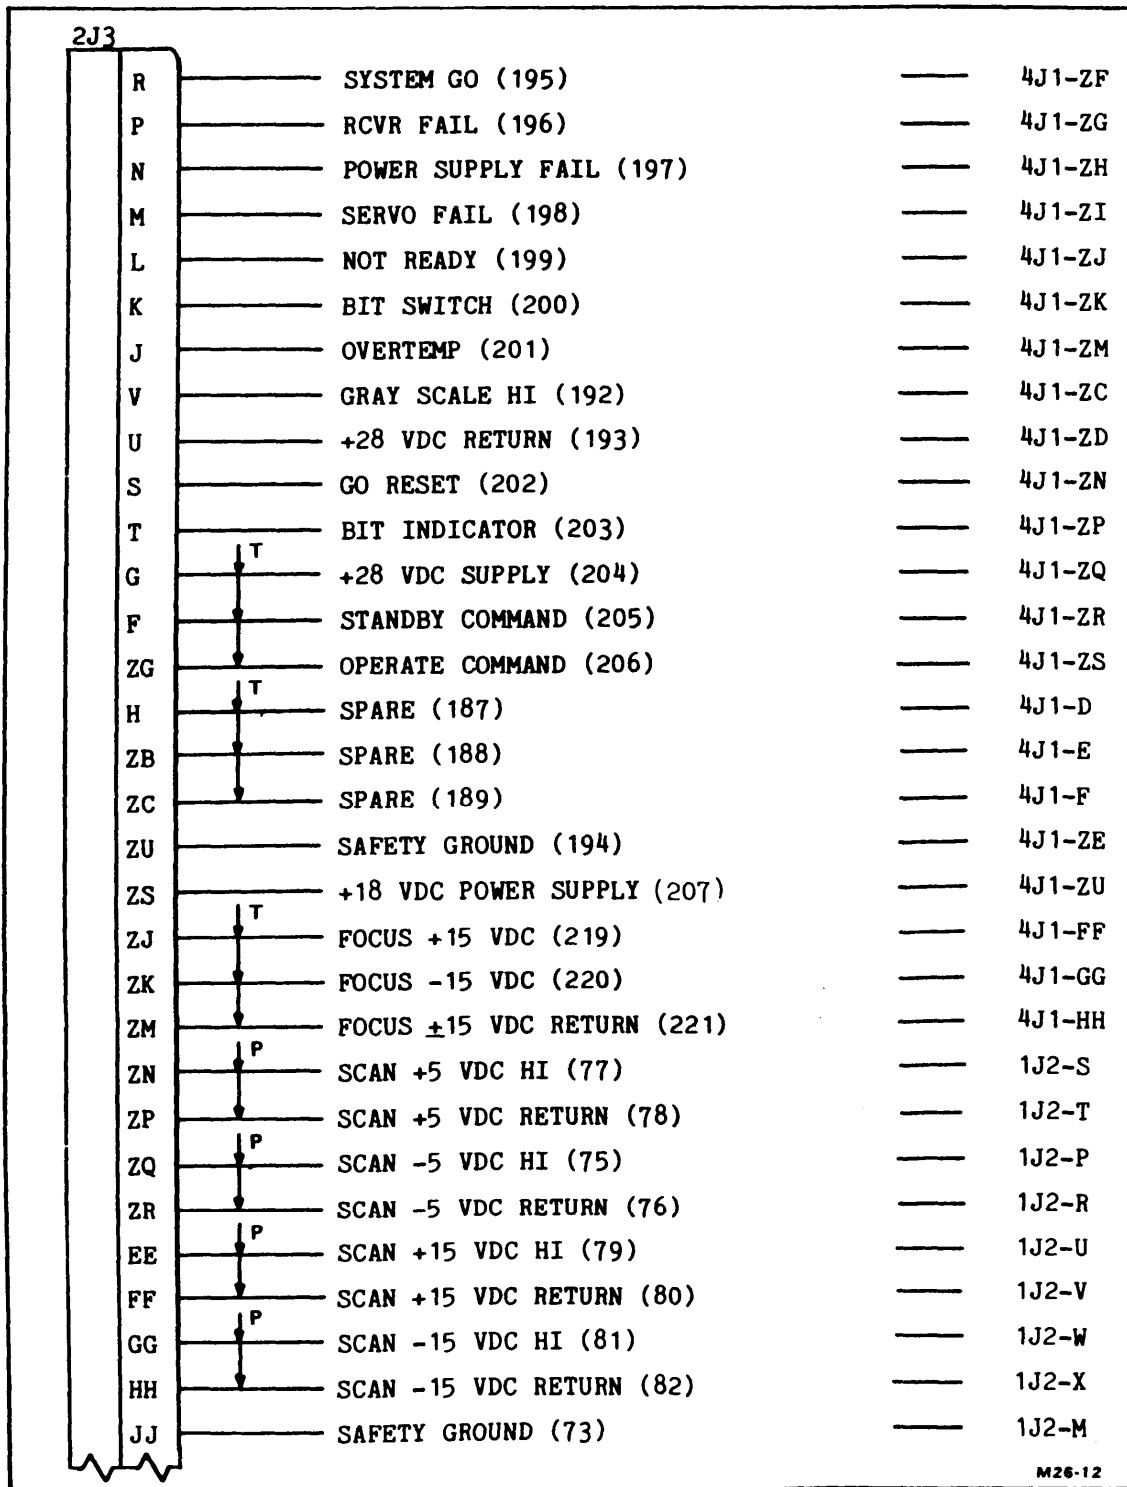 2J3
R SYSTEM GO (195) 4J1-ZF
P RCVR FAIL (196) 4J1-ZG
N POWER SUPPLY FAIL (197) 4J1-ZH
M SERVO FAIL (198) 4J1-ZI
L NOT READY (199) 4J1-ZJ
K BIT SWITCH (200) 4J1-ZK
J OVERTEMP (201) 4J1-ZM
V GRAY SCALE HI (192) 4J1-ZC
U +28 VDC RETURN (193) 4J1-ZD
S GO RESET (202) 4J1-ZN
T BIT INDICATOR (203) 4J1-ZP
T
G +28 VDC SUPPLY (204) 4J1-ZQ
F STANDBY COMMAND (205) 4J1-ZR
ZG OPERATE COMMAND (206) 4J1-ZS
T
H SPARE (187) 4J1-D
ZB SPARE (188) 4J1-E
ZC SPARE (189) 4J1-F
ZU SAFETY GROUND (194) 4J1-ZE
ZS +18 VDC POWER SUPPLY (207) 4J1-ZU
T
ZJ FOCUS +15 VDC (219) 4J1-FF
ZK FOCUS -15 VDC (220) 4J1-GG
ZM FOCUS ±15 VDC RETURN (221) 4J1-HH
P
ZN SCAN +5 VDC HI (77) 1J2-S
ZP SCAN +5 VDC RETURN (78) 1J2-T
P
ZQ SCAN -5 VDC HI (75) 1J2-P
ZR SCAN -5 VDC RETURN (76) 1J2-R
P
EE SCAN +15 VDC HI (79) 1J2-U
FF SCAN +15 VDC RETURN (80) 1J2-V
P
GG SCAN -15 VDC HI (81) 1J2-W
HH SCAN -15 VDC RETURN (82) 1J2-X
JJ SAFETY GROUND (73) 1J2-M
M26-12